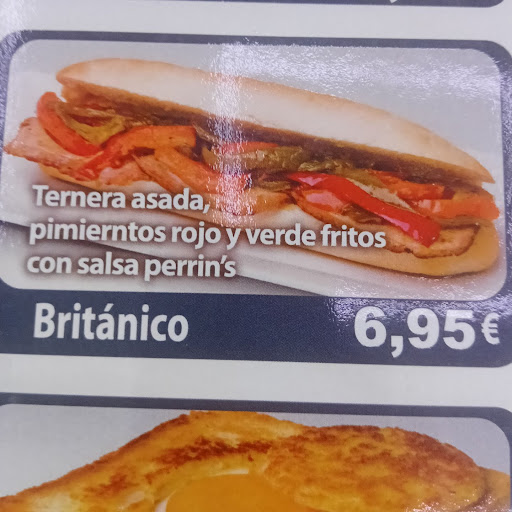 Ternera asada,
pimierntos rojo y verde fritos
con salsa perrin's
Británico 6,95€